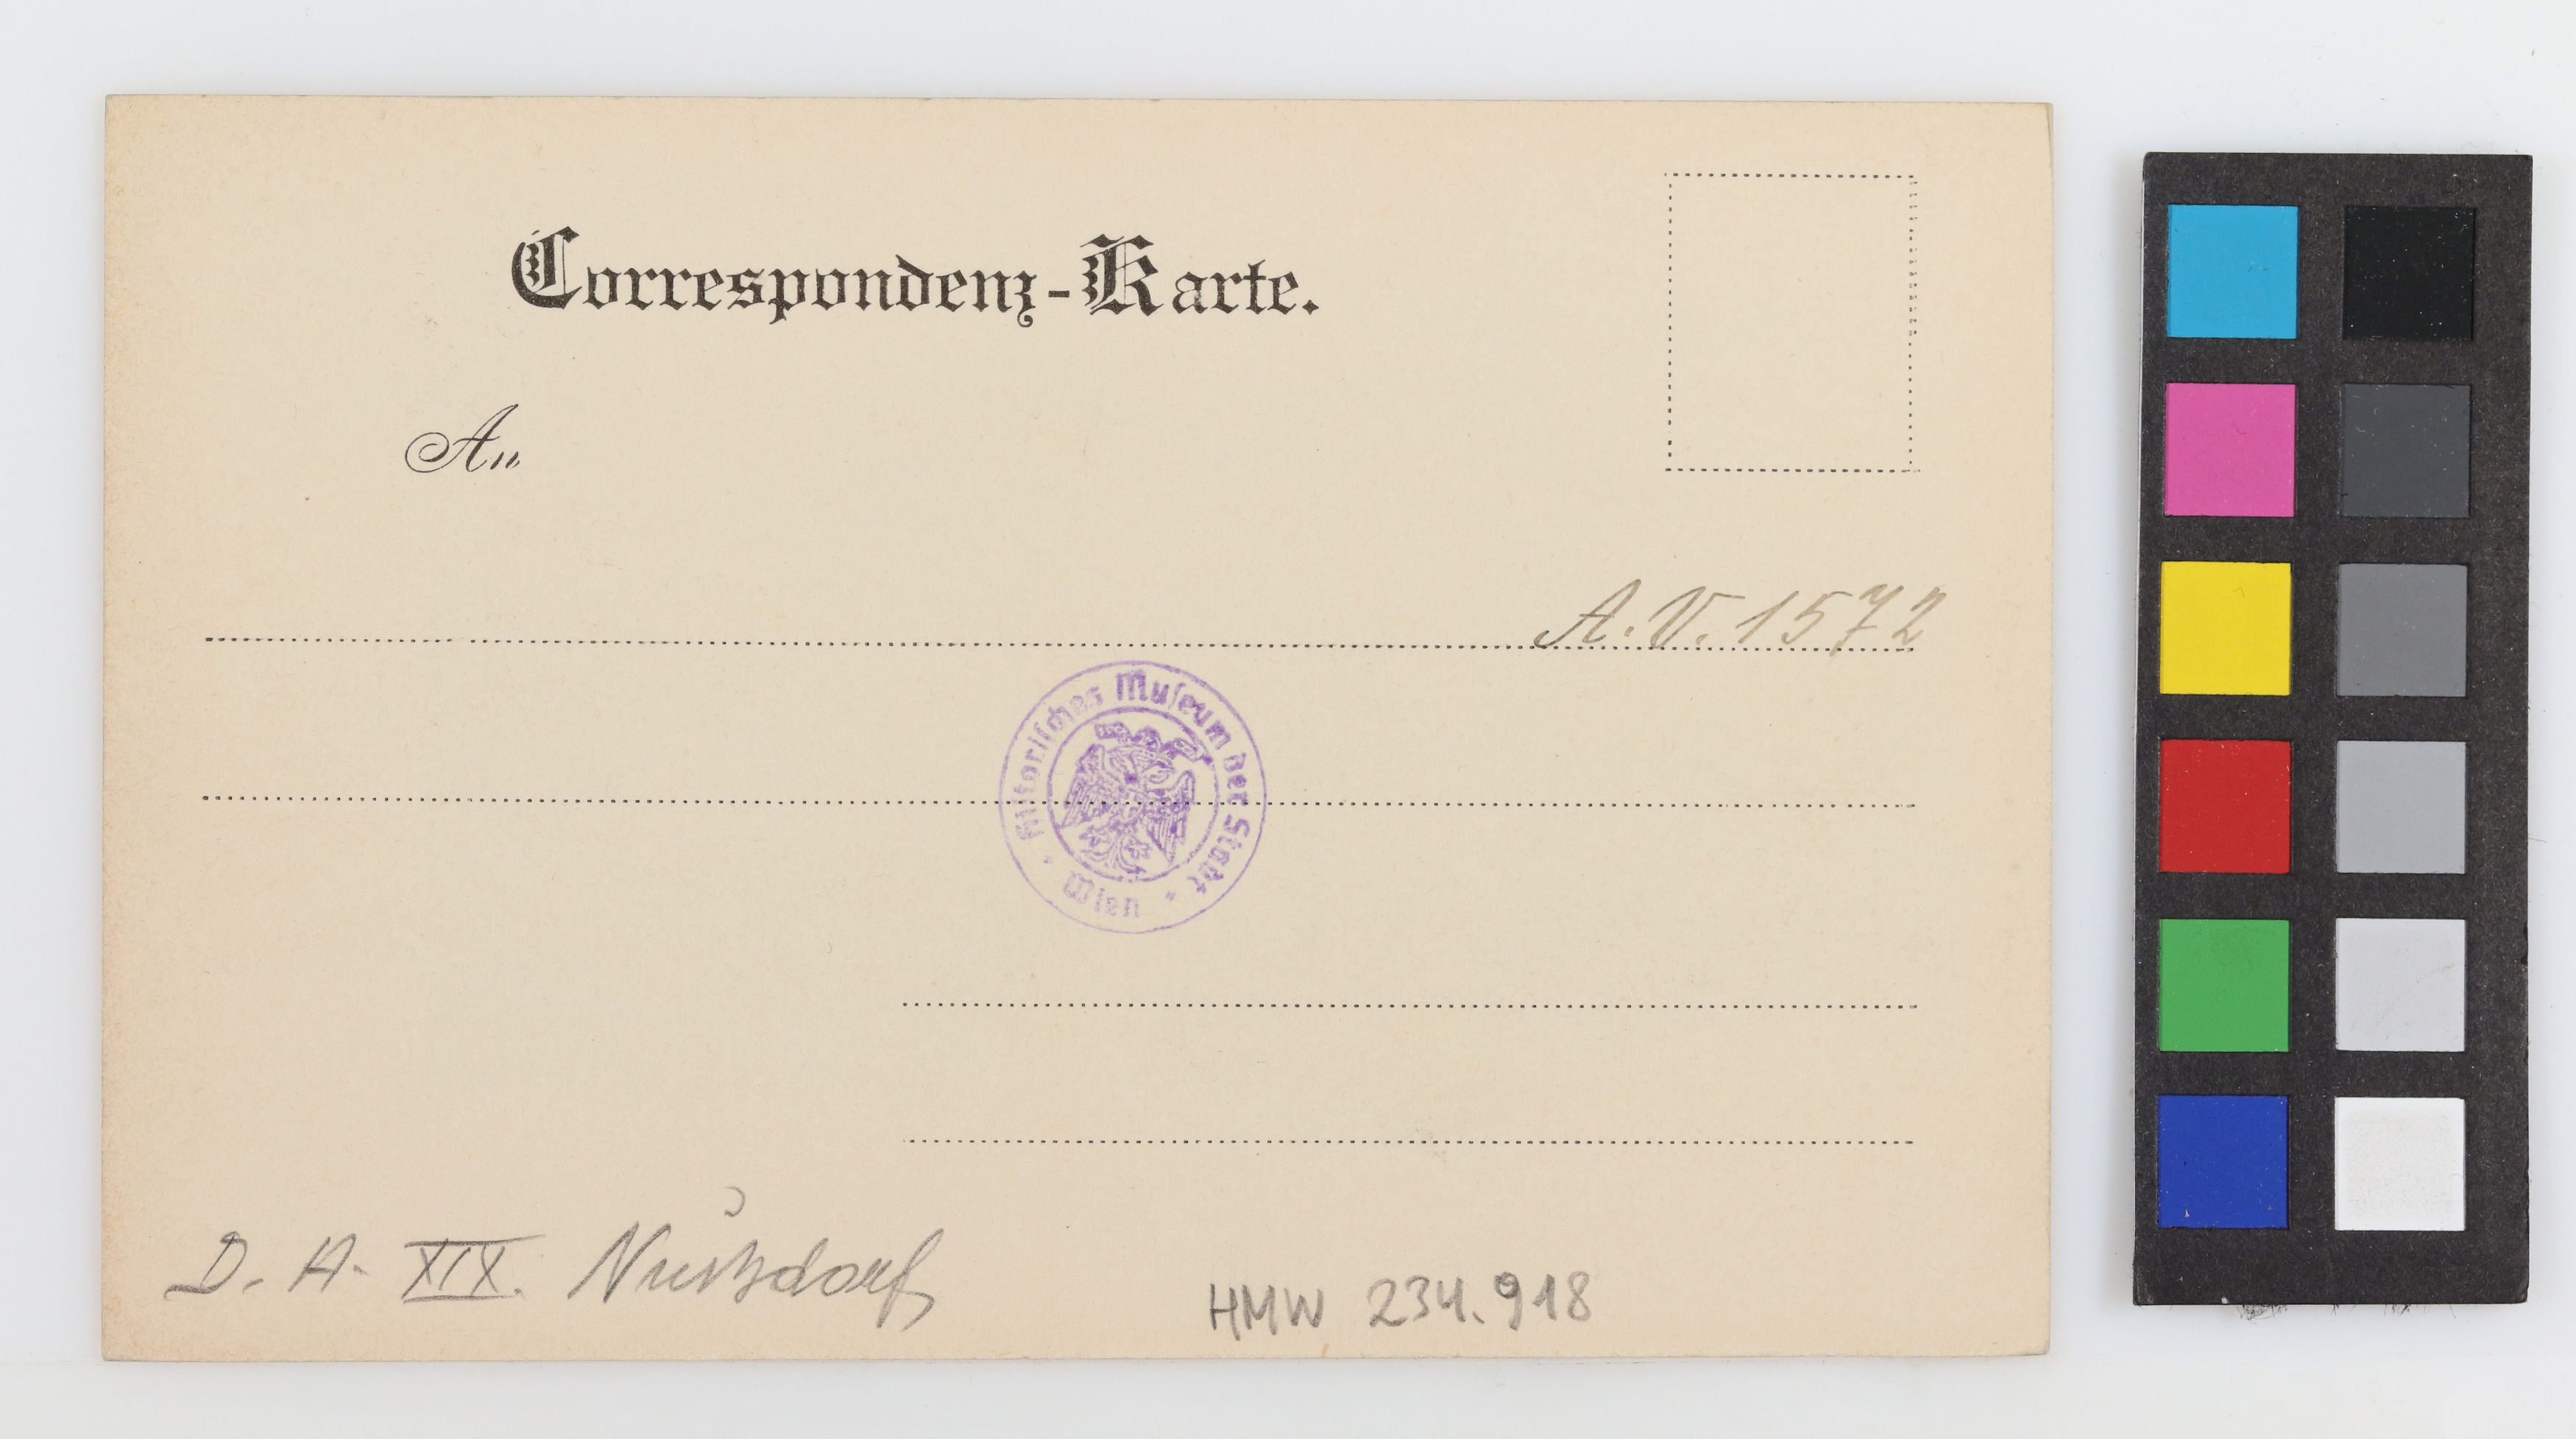 Correspondenz-Karte.
An
A.V. 1572
Historisches Museum der Stadt
Wien
D. A. XIX. Nußdorf
HMW 234.918